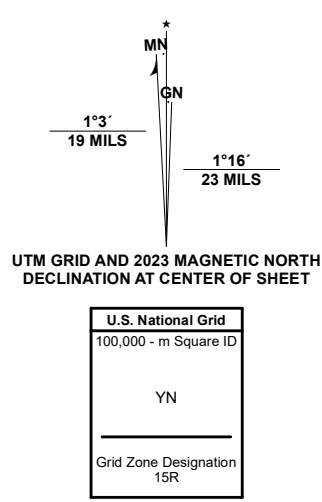 MN
GN
1°3´
19 MILS
1°16´
23 MILS
UTM GRID AND 2023 MAGNETIC NORTH
DECLINATION AT CENTER OF SHEET
U.S. National Grid
100,000 - m Square ID
YN
Grid Zone Designation
15R